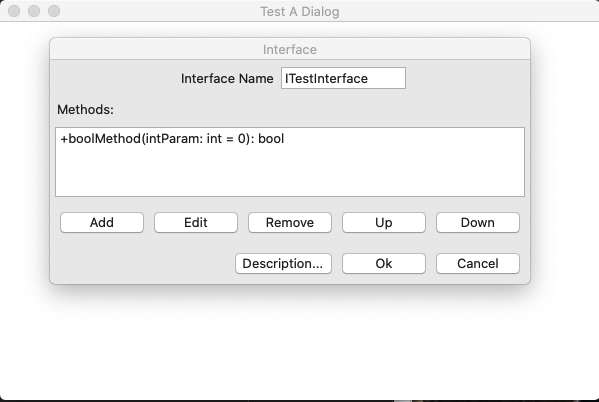 Test A Dialog
Interface
Interface Name ITestInterface
Methods:
+boolMethod(intParam: int = 0): bool
Add Edit Remove Up Down
Description... Ok Cancel